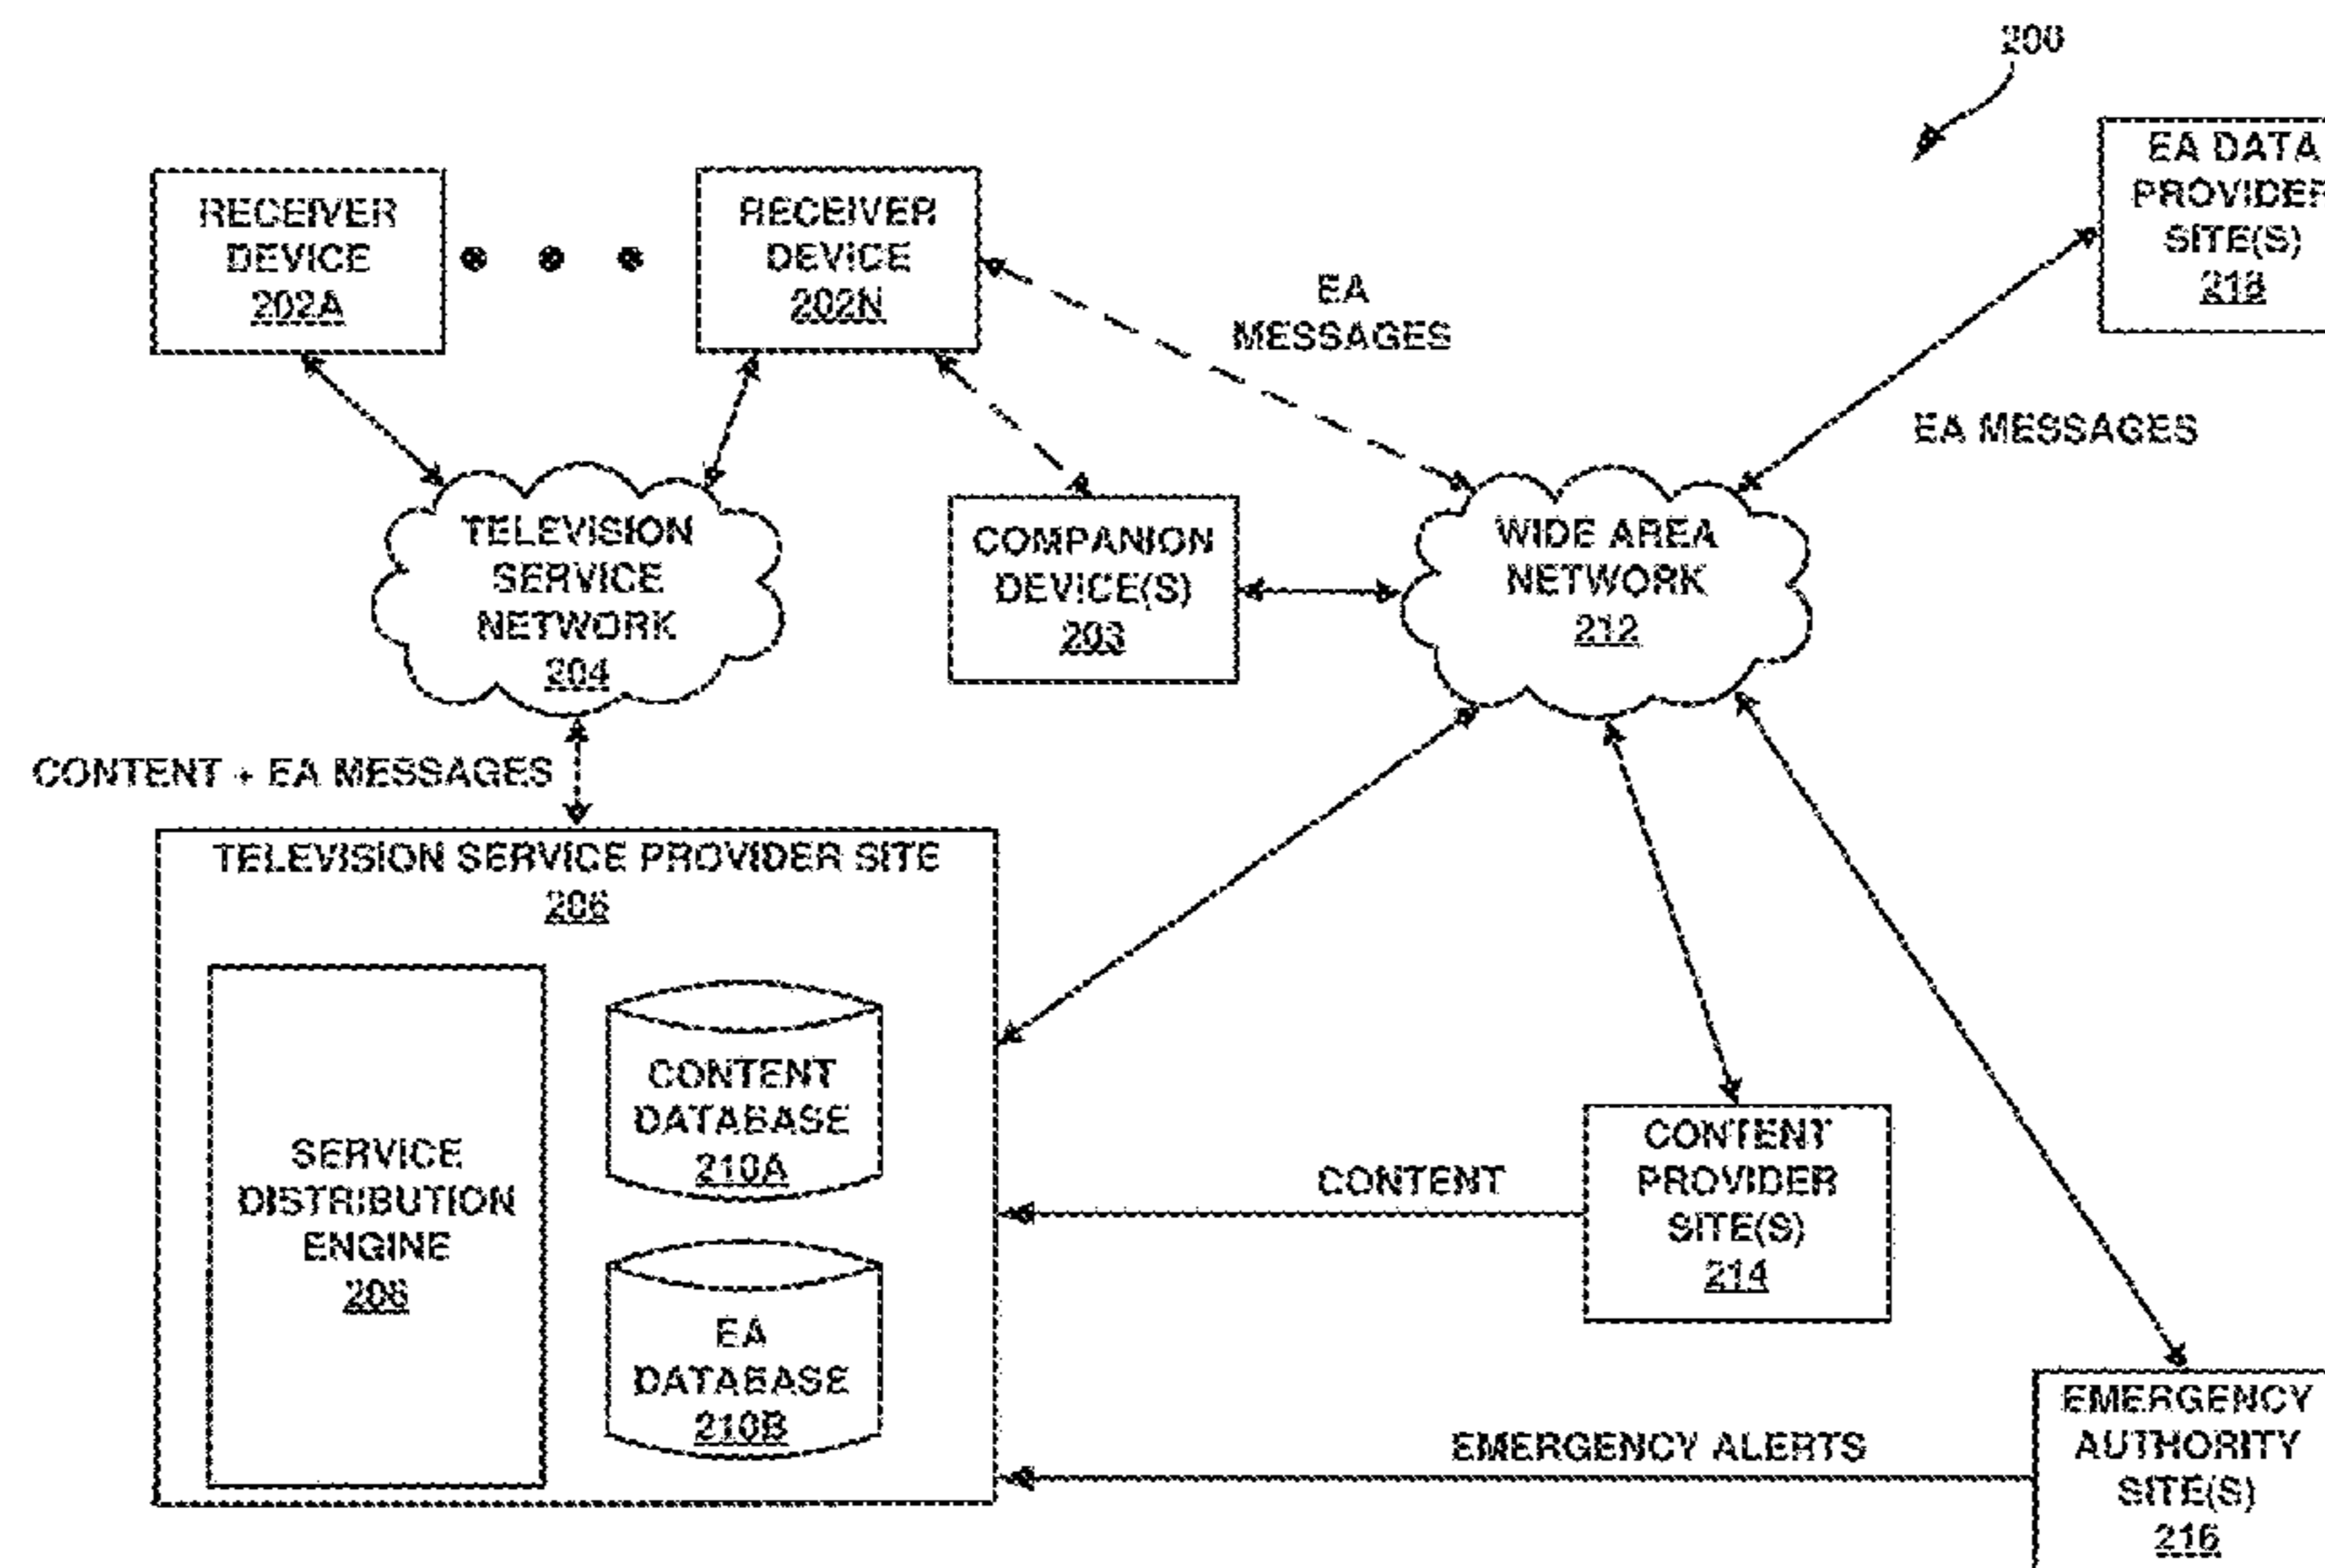 200
EA DATA
PROVIDER
SITE(S)
218
RECEIVER
DEVICE
202A
RECEIVER
DEVICE
202N
EA
MESSAGES
EA MESSAGES
TELEVISION
SERVICE
NETWORK
204
COMPANION
DEVICE(S)
203
WIDE AREA
NETWORK
212
CONTENT + EA MESSAGES
TELEVISION SERVICE PROVIDER SITE
206
SERVICE
DISTRIBUTION
ENGINE
208
CONTENT
DATABASE
210A
EA
DATABASE
210B
CONTENT
CONTENT
PROVIDER
SITE(S)
214
EMERGENCY ALERTS
EMERGENCY
AUTHORITY
SITE(S)
216